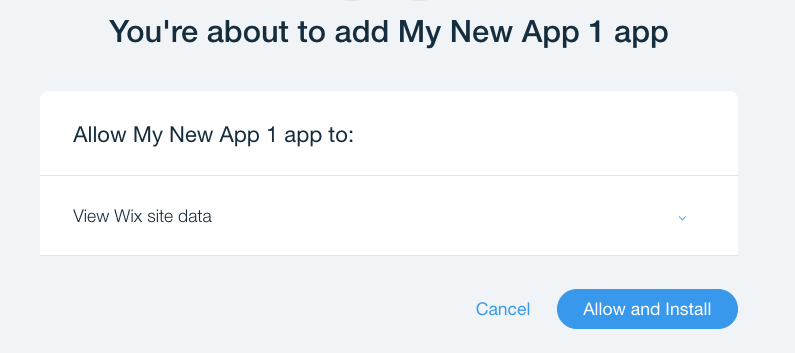 You're about to add My New App 1 app
Allow My New App 1 app to:
View Wix site data
Cancel
Allow and Install